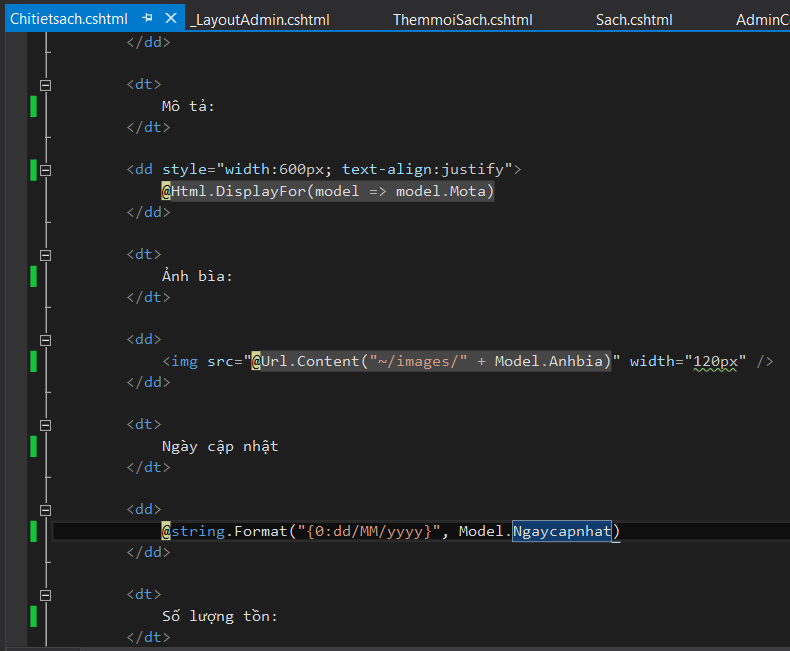 Chitietsach.cshtml _LayoutAdmin.cshtml ThemmoiSach.cshtml Sach.cshtml AdminC
</dd>
<dt>
Mô tả:
</dt>
<dd style="width:600px; text-align:justify">
@Html.DisplayFor(model => model.Mota)
</dd>
<dt>
Ảnh bìa:
</dt>
<dd>
<img src="@Url.Content("~/images/" + Model.Anhbia)" width="120px" />
</dd>
<dt>
Ngày cập nhật
</dt>
<dd>
@string.Format("{0:dd/MM/yyyy}", Model.Ngaycapnhat)
</dd>
<dt>
Số lượng tồn:
</dt>